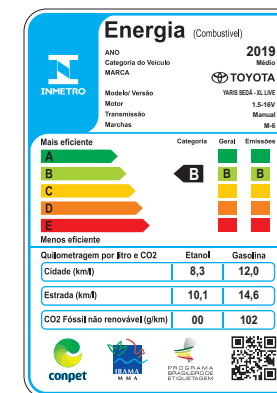 Energia (Combustível)
ANO 2019
Categoria do Veículo Médio
MARCA TOYOTA
INMETRO
Modelo/ Versão YARIS SEDÃ - XL LIVE
Motor 1.5-16V
Transmissão Manual
Marchas M-6
Mais eficiente Categoria Geral Emissões
A
B B B B
C
D
E
Menos eficiente
Quilometragem por litro e CO2 Etanol Gasolina
Cidade (km/l) 8,3 12,0
Estrada (km/l) 10,1 14,6
CO2 Fóssil não renovável (g/km) 00 102
conpet
IBAMA
M M A
PROGRAMA
BRASILEIRO DE
ETIQUETAGEM